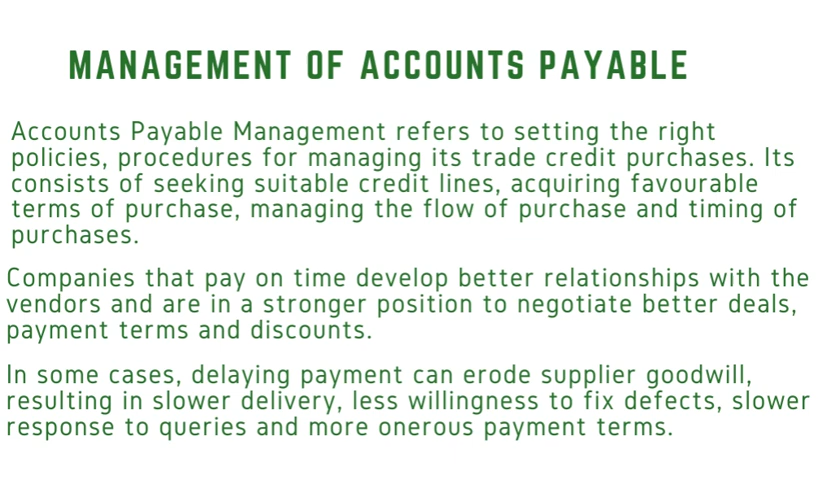 MANAGEMENT OF ACCOUNTS PAYABLE
Accounts Payable Management refers to setting the right
policies, procedures for managing its trade credit purchases. Its
consists of seeking suitable credit lines, acquiring favourable
terms of purchase, managing the flow of purchase and timing of
purchases.
Companies that pay on time develop better relationships with the
vendors and are in a stronger position to negotiate better deals,
payment terms and discounts.
In some cases, delaying payment can erode supplier goodwill,
resulting in slower delivery, less willingness to fix defects, slower
response to queries and more onerous payment terms.